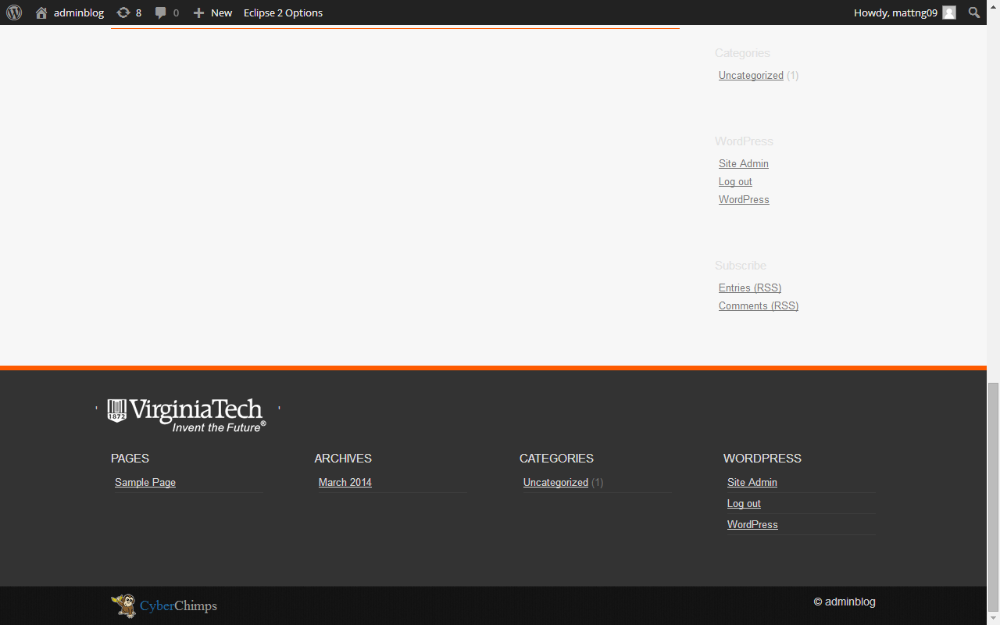 adminblog 8 0 New Eclipse 2 Options Howdy, mattng09
Categories
Uncategorized (1)
WordPress
Site Admin
Log out
WordPress
Subscribe
Entries (RSS)
Comments (RSS)
' 1872 VirginiaTech '
Invent the Future®
PAGES
Sample Page
ARCHIVES
March 2014
CATEGORIES
Uncategorized (1)
WORDPRESS
Site Admin
Log out
WordPress
CyberChimps
© adminblog